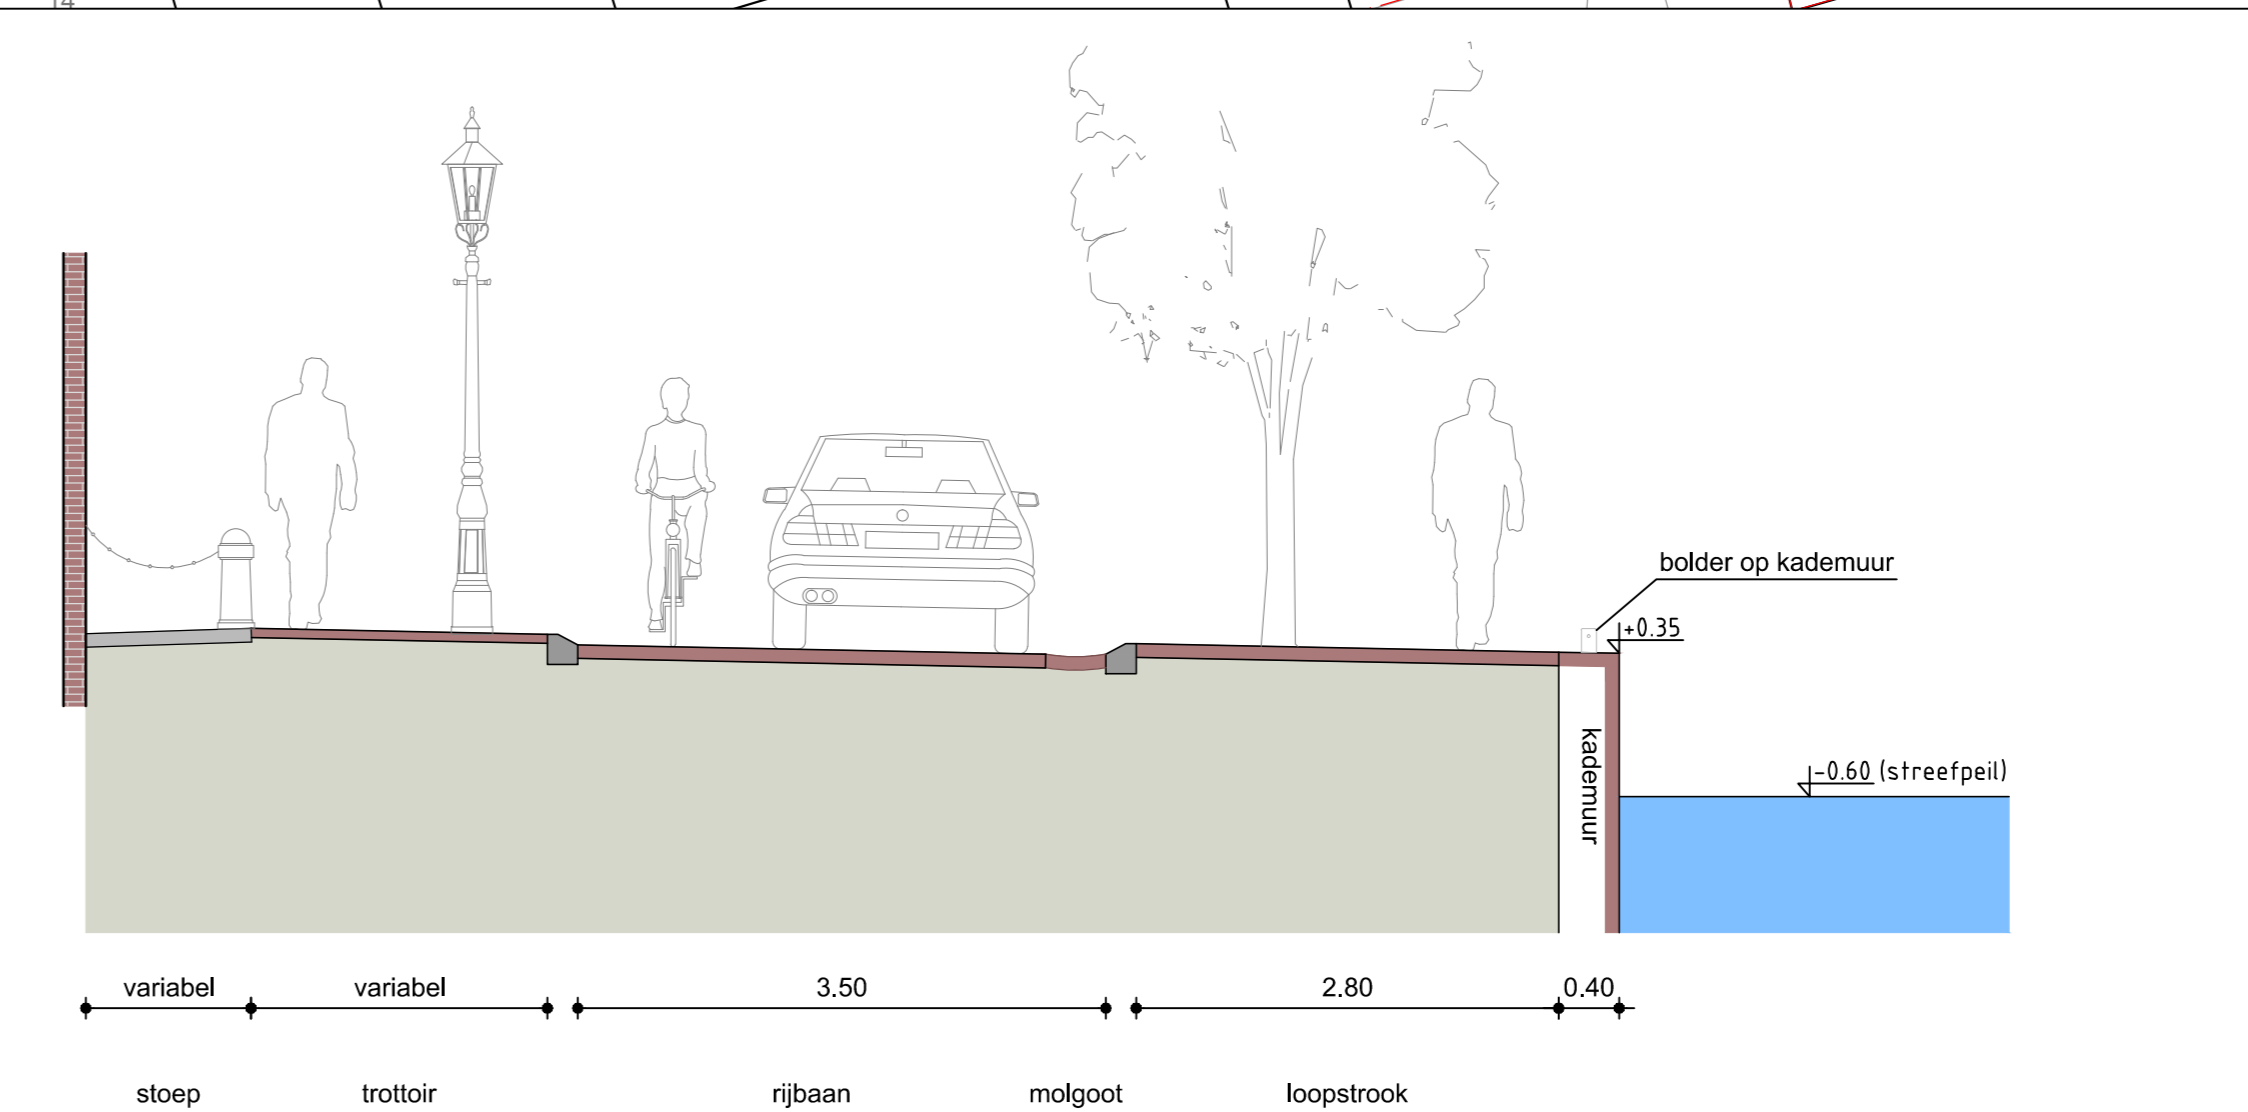 14
bolder op kademuur
+0.35
kademuur
-0.60 (streefpeil)
variabel variabel 3.50 2.80 0.40
stoep trottoir rijbaan molgoot loopstrook